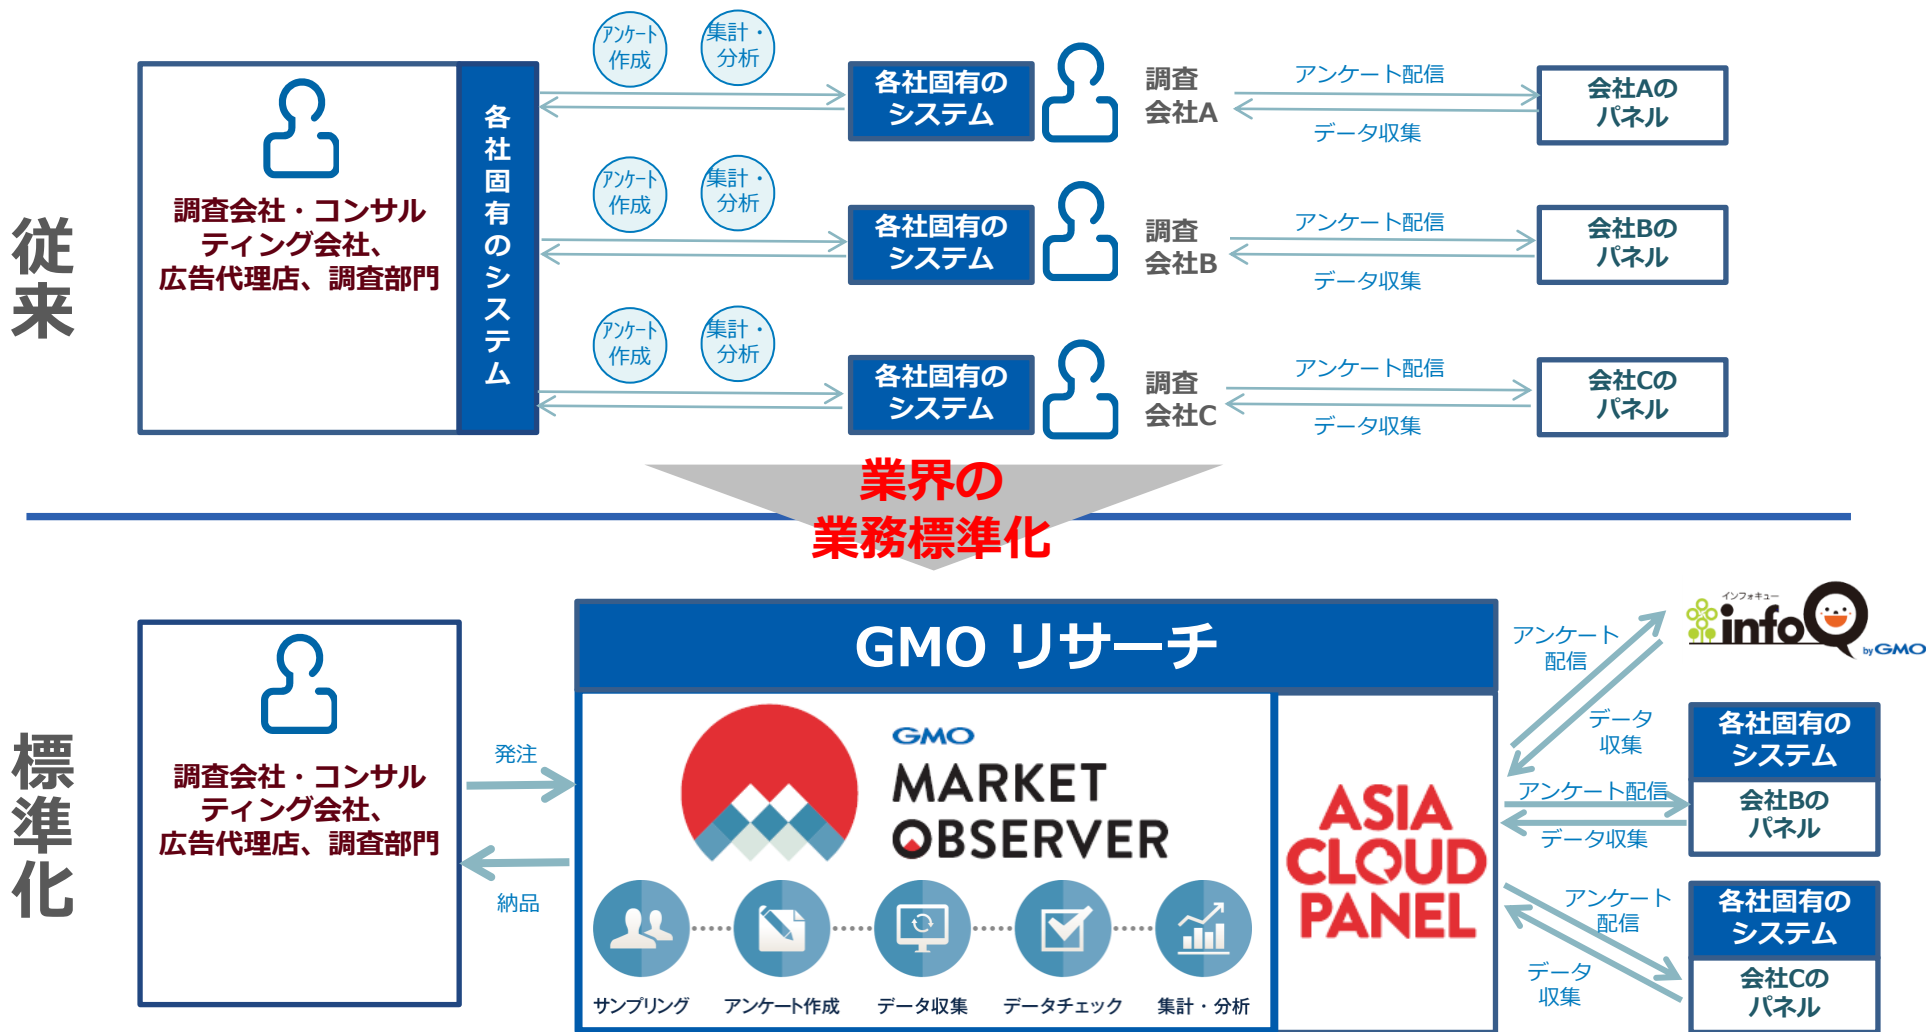 従来
調査会社・コンサル
ティング会社、
広告代理店、調査部門
各社固有のシステム
アンケート
作成
集計・
分析
各社固有の
システム
調査
会社A
アンケート配信
データ収集
会社Aの
パネル
アンケート
作成
集計・
分析
各社固有の
システム
調査
会社B
アンケート配信
データ収集
会社Bの
パネル
アンケート
作成
集計・
分析
各社固有の
システム
調査
会社C
アンケート配信
データ収集
会社Cの
パネル
業界の
業務標準化
標準化
調査会社・コンサル
ティング会社、
広告代理店、調査部門
発注
納品
GMO リサーチ
GMO
MARKET
OBSERVER
サンプリング
アンケート作成
データ収集
データチェック
集計・分析
ASIA
CLOUD
PANEL
アンケート
配信
データ
収集
インフォキュー
infoQ
by GMO
アンケート配信
データ収集
各社固有の
システム
会社Bの
パネル
アンケート
配信
データ
収集
各社固有の
システム
会社Cの
パネル